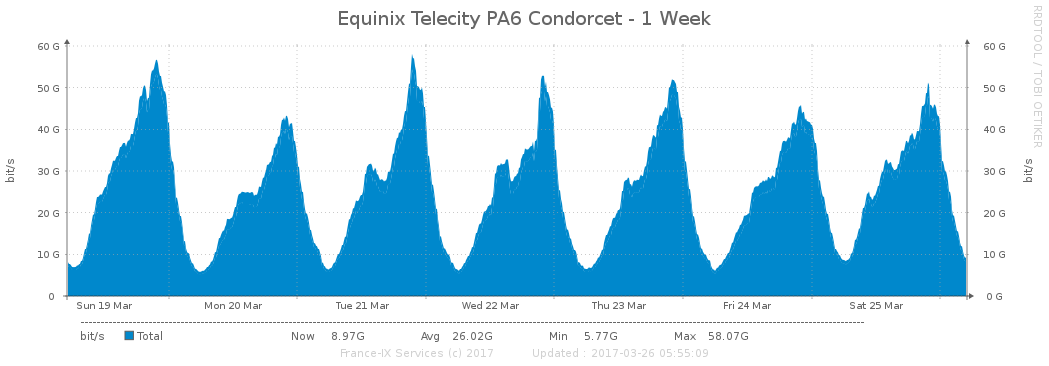 Equinix Telecity PA6 Condorcet - 1 Week
RRDTOOL / TOBI OETIKER
bit/s
60 G
50 G
40 G
30 G
20 G
10 G
0
60 G
50 G
40 G
30 G
20 G
10 G
0 G
bit/s
Sun 19 Mar Mon 20 Mar Tue 21 Mar Wed 22 Mar Thu 23 Mar Fri 24 Mar Sat 25 Mar
bit/s Total Now 8.97G Avg 26.02G Min 5.77G Max 58.07G
France-IX Services (c) 2017 Updated : 2017-03-26 05:55:09